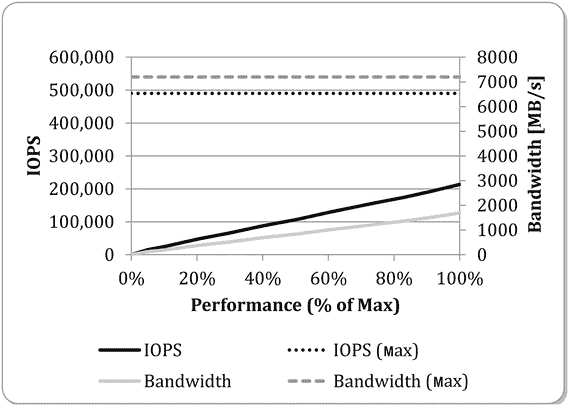 600,000
500,000
400,000
300,000
200,000
100,000
0
IOPS
8000
7000
6000
5000
4000
3000
2000
1000
0
Bandwidth [MB/s]
0% 20% 40% 60% 80% 100%
Performance (% of Max)
IOPS IOPS (Max)
Bandwidth Bandwidth (Max)